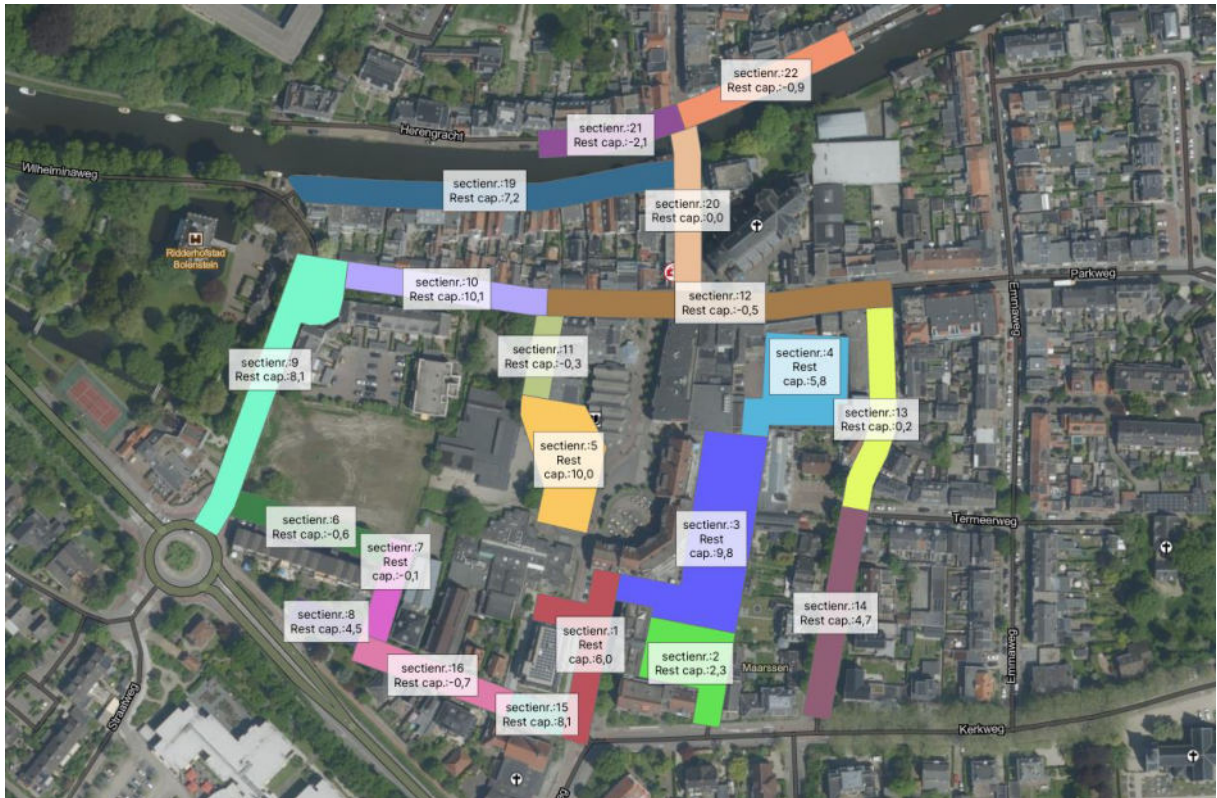 sectienr.:22
Rest cap.:-0,9
sectienr.:21
Rest cap.:-2,1
Herengracht
Wilhelminaweg
sectienr.:19
Rest cap.:7,2
sectienr.:20
Rest cap.:0,0
Ridderhofstad
Bolenstein
sectienr.:10
Rest cap.:10,1
sectienr.:12
Rest cap.:-0,5
Parkweg
Emmaweg
sectienr.:11
Rest cap.:-0,3
sectienr.:4
Rest
cap.:5,8
sectienr.:9
Rest cap.:8,1
sectienr.:13
Rest cap.:0,2
sectienr.:5
Rest
cap.:10,0
sectienr.:6
Rest cap.:-0,6
sectienr.:3
Rest
cap.:9,8
Termeerweg
sectienr.:7
Rest
cap.:-0,1
sectienr.:8
Rest cap.:4,5
sectienr.:14
Rest cap.:4,7
sectienr.:1
Rest
cap.:6,0
sectienr.:2
Rest cap.:2,3
Maarssen
Emmaweg
sectienr.:16
Rest cap.:-0,7
sectienr.:15
Rest cap.:8,1
Straatweg
Kerkweg